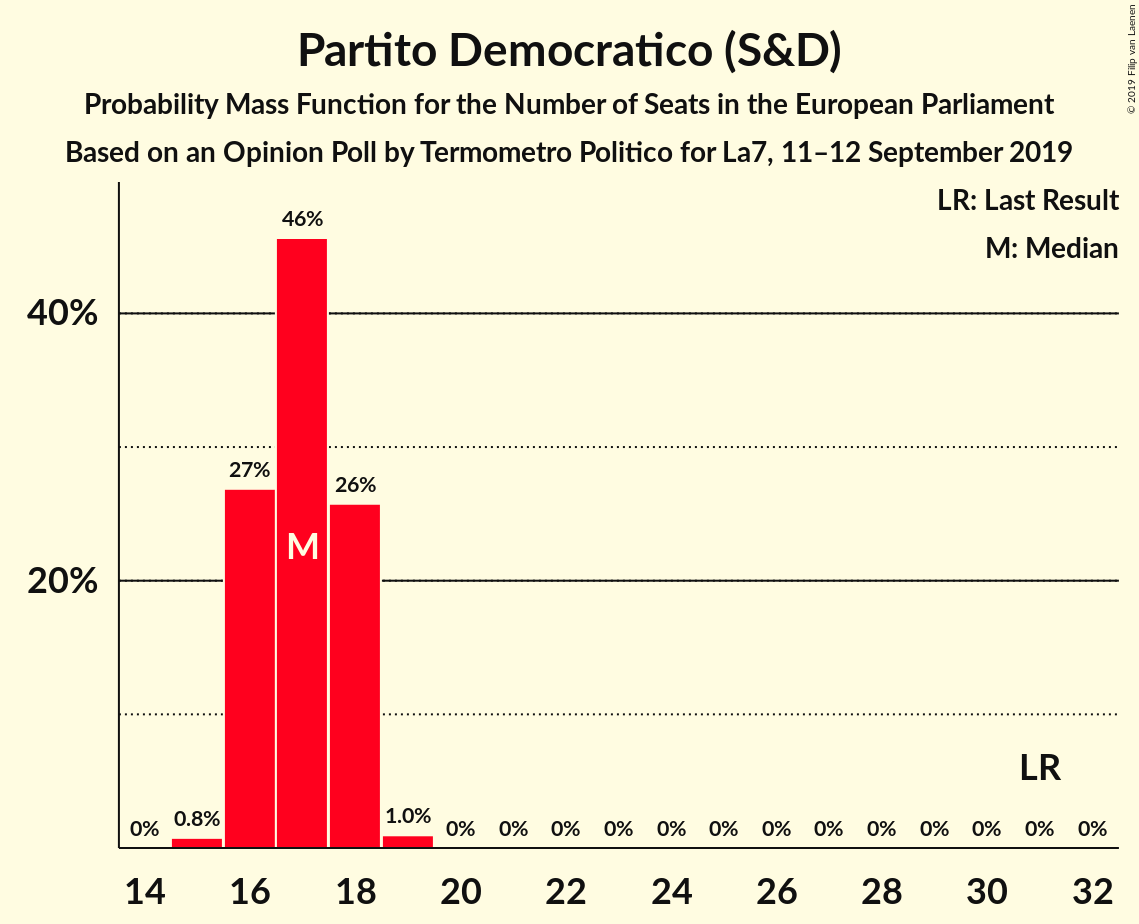 Partito Democratico (S&D)
Probability Mass Function for the Number of Seats in the European Parliament
Based on an Opinion Poll by Termometro Politico for La7, 11–12 September 2019
© 2019 Filip van Laenen
LR: Last Result
M: Median
46%
40%
27%
26%
M
20%
LR
0%
0.8%
1.0%
0% 0% 0% 0% 0% 0% 0% 0% 0% 0% 0% 0% 0%
14 16 18 20 22 24 26 28 30 32